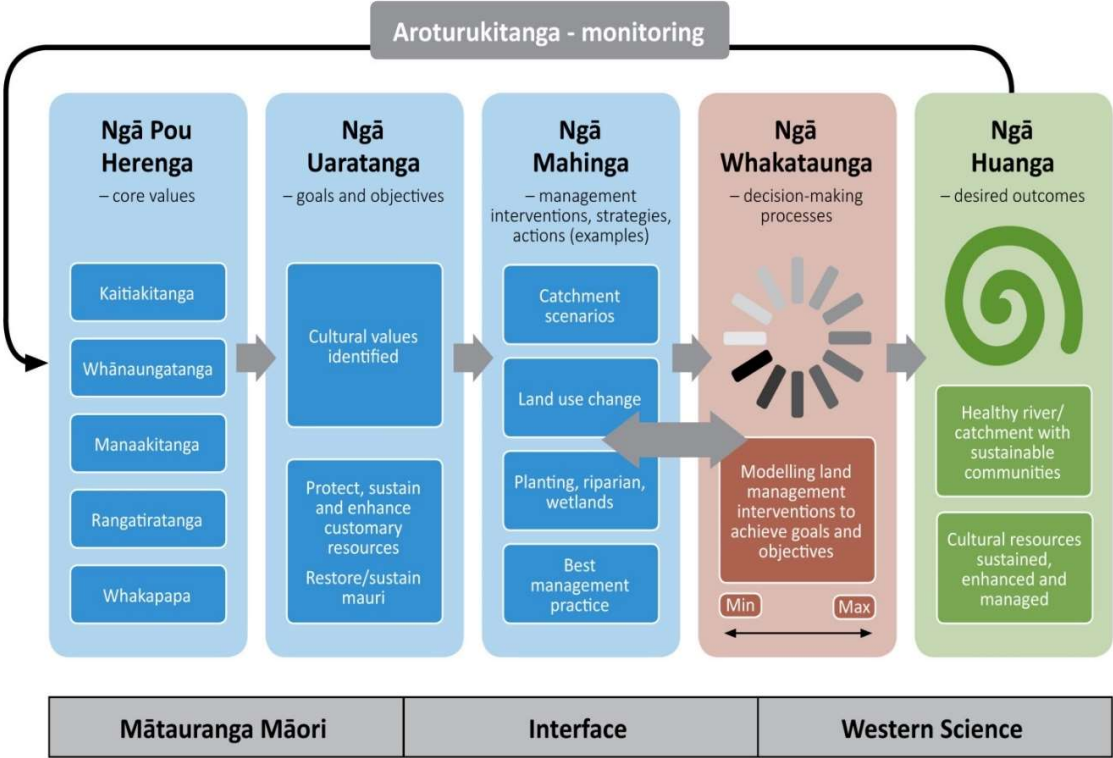 Aroturukitanga - monitoring
Ngā Pou
Herenga
– core values
Kaitiakitanga
Whānaungatanga
Manaakitanga
Rangatiratanga
Whakapapa
Ngā
Uaratanga
– goals and objectives
Cultural values
identified
Protect, sustain
and enhance
customary
resources
Restore/sustain
mauri
Ngā
Mahinga
– management
interventions, strategies,
actions (examples)
Catchment
scenarios
Land use change
Planting, riparian,
wetlands
Best
management
practice
Ngā
Whakataunga
– decision-making
processes
Modelling land
management
interventions to
achieve goals and
objectives
Min
Max
Ngā
Huanga
– desired outcomes
Healthy river/
catchment with
sustainable
communities
Cultural resources
sustained,
enhanced and
managed
Mātauranga Māori
Interface
Western Science